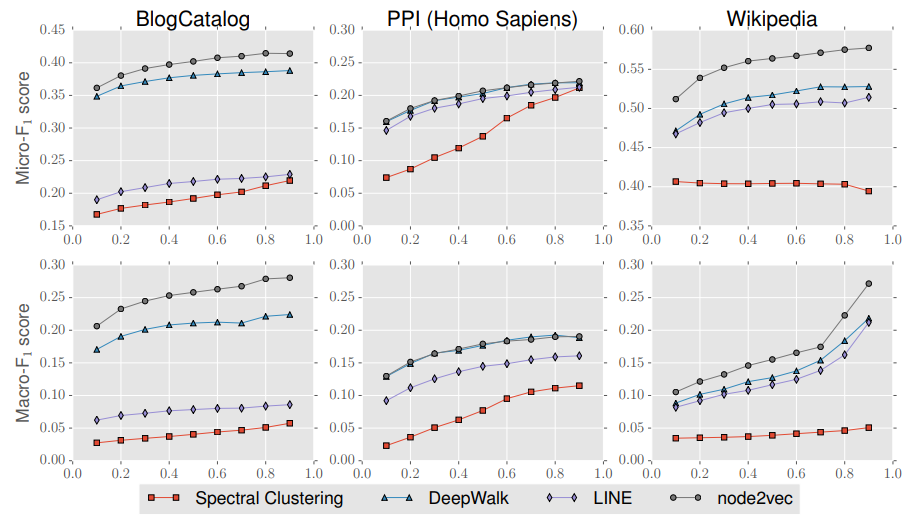 BlogCatalog PPI (Homo Sapiens) Wikipedia
Micro-F1 score
0.45 0.40 0.35 0.30 0.25 0.20 0.15
0.0 0.2 0.4 0.6 0.8 1.0
0.30 0.25 0.20 0.15 0.10 0.05 0.00
0.0 0.2 0.4 0.6 0.8 1.0
0.60 0.55 0.50 0.45 0.40 0.35
0.0 0.2 0.4 0.6 0.8 1.0
Macro-F1 score
0.30 0.25 0.20 0.15 0.10 0.05 0.00
0.0 0.2 0.4 0.6 0.8 1.0
0.30 0.25 0.20 0.15 0.10 0.05 0.00
0.0 0.2 0.4 0.6 0.8 1.0
0.30 0.25 0.20 0.15 0.10 0.05 0.00
0.0 0.2 0.4 0.6 0.8 1.0
Spectral Clustering DeepWalk LINE node2vec